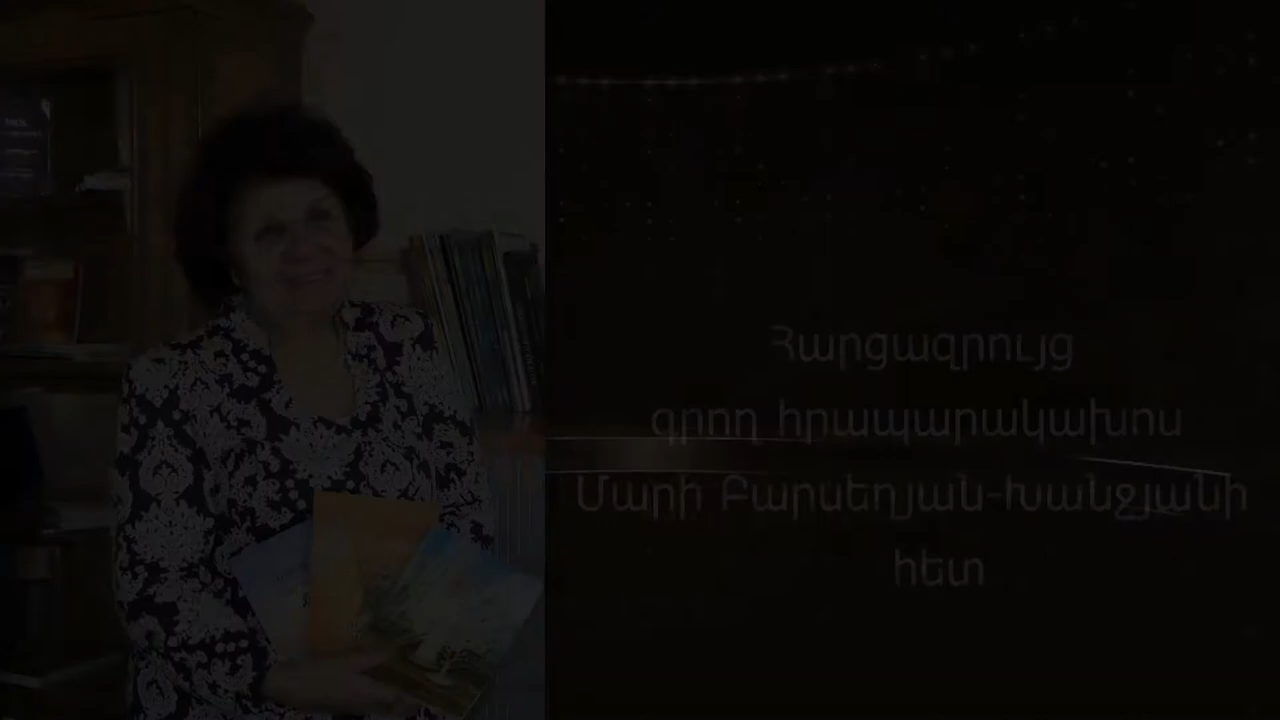 Հարցազրույց
գրող հրապարակախոս
Մարի Բարսեղյան-Խանջյանի
հետ